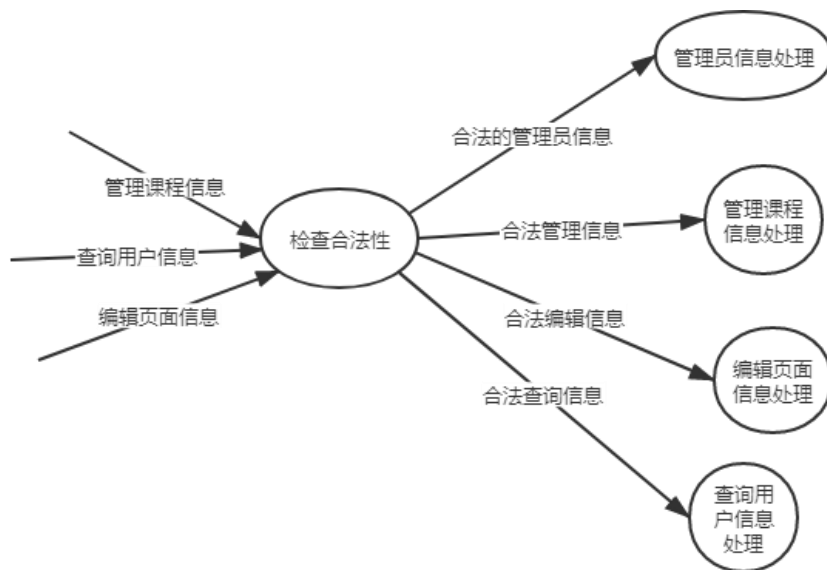 管理员信息处理
合法的管理员信息
管理课程信息
管理课程
信息处理
合法管理信息
检查合法性
查询用户信息
编辑页面信息
合法编辑信息
编辑页面
信息处理
合法查询信息
查询用
户信息
处理